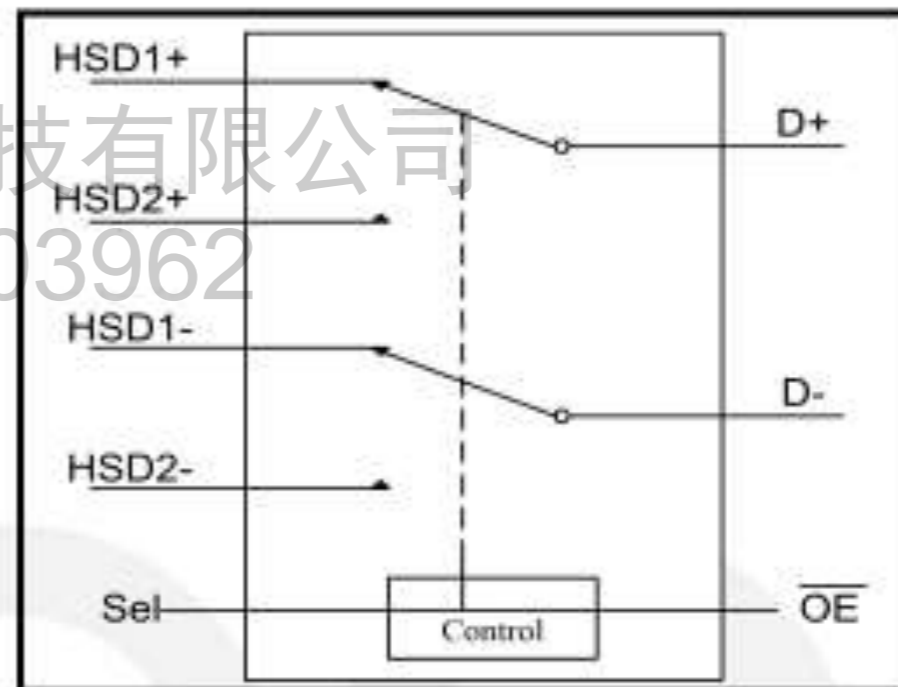 HSD1+
D+
技有限公司
HSD2+
03962
HSD1-
D-
HSD2-
Sel
Control
OE